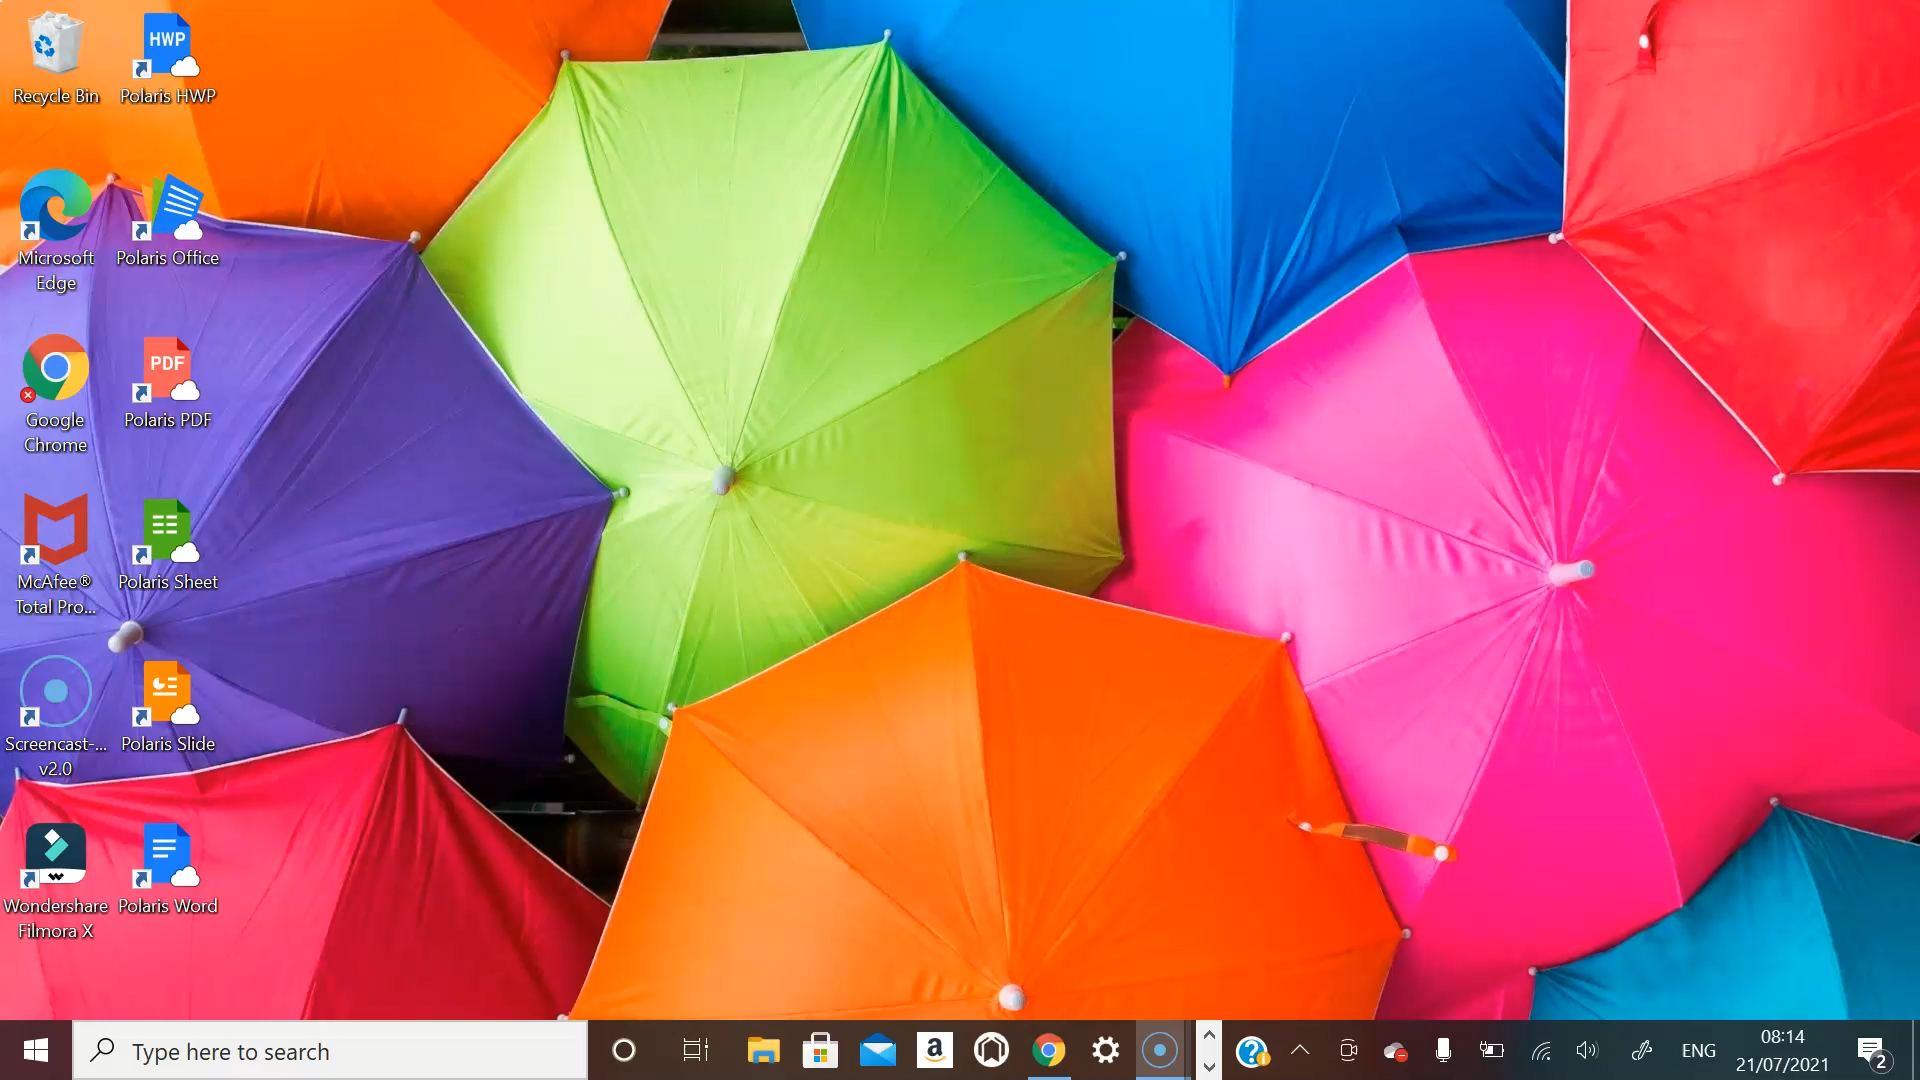 Recycle Bin
HWP
Polaris HWP
Microsoft
Edge
Polaris Office
Google
Chrome
PDF
Polaris PDF
McAfee®
Total Pro...
Polaris Sheet
Screencast-...
v2.0
Polaris Slide
Wondershare
Filmora X
Polaris Word
Type here to search
a
?
ENG
08:14
21/07/2021
2